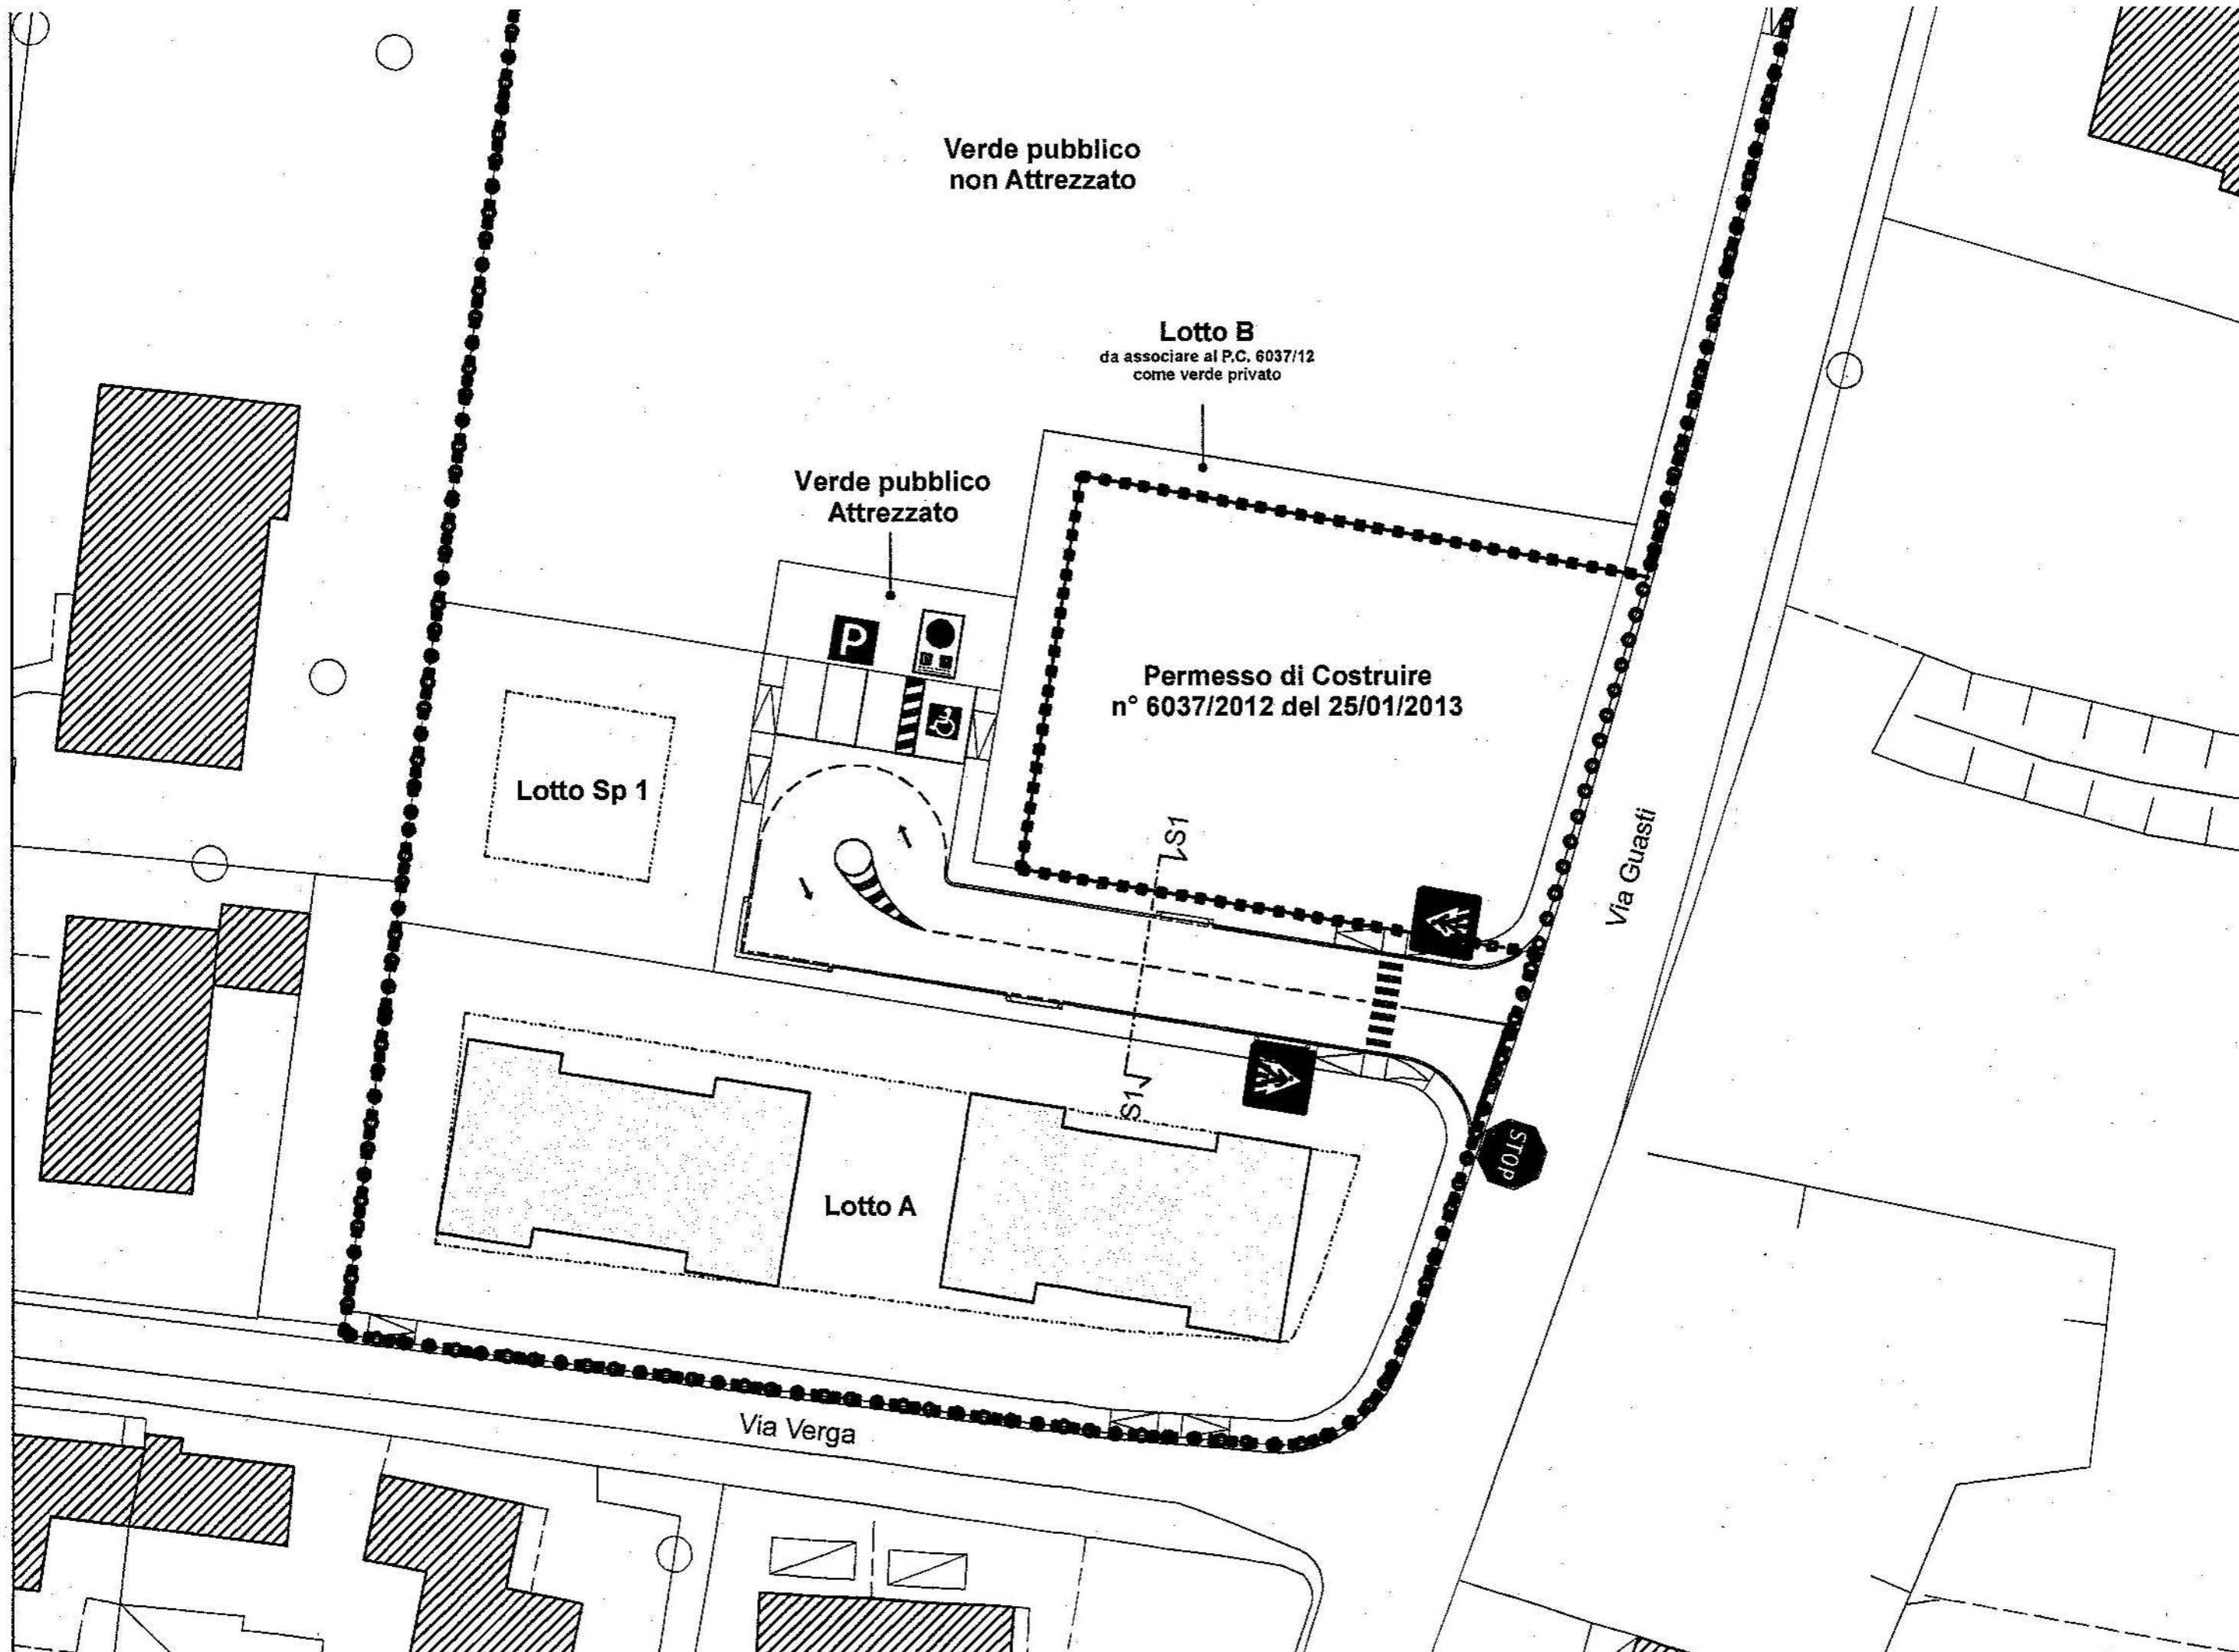 Verde pubblico
non Attrezzato
Lotto B
da associare al P.C. 6037/12
come verde privato
Verde pubblico
Attrezzato
P
Permesso di Costruire
n° 6037/2012 del 25/01/2013
Lotto Sp 1
S1
Via Guasti
S1
STOP
Lotto A
Via Verga